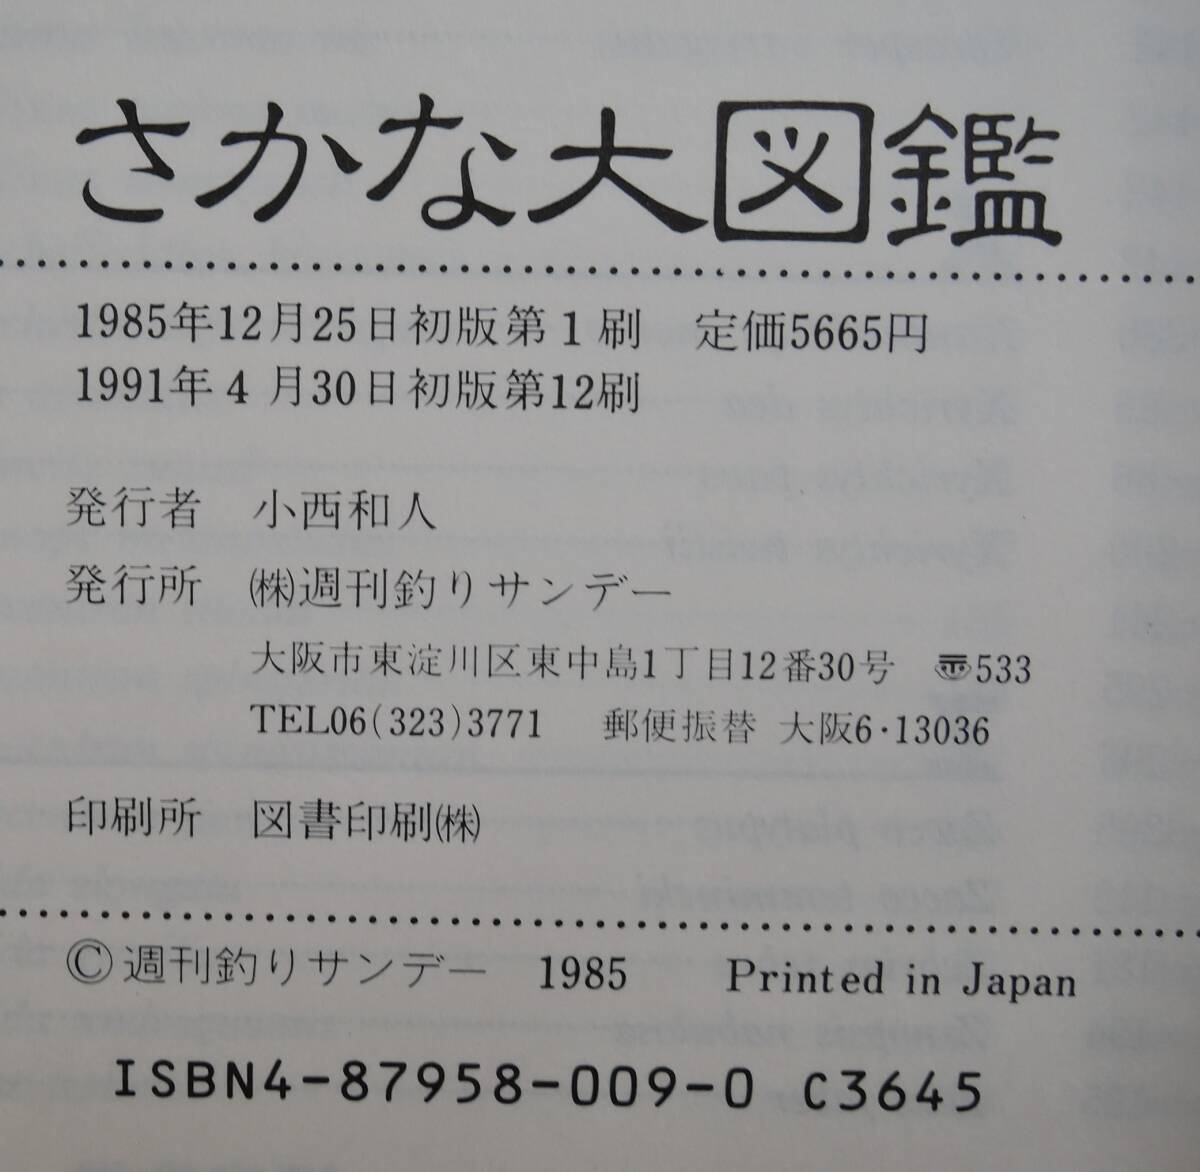 さかな大図鑑
1985年12月25日初版第1刷　定価5665円
1991年4月30日初版第12刷
発行者　小西和人
発行所　㈱週刊釣りサンデー
大阪市東淀川区東中島1丁目12番30号　〠533
TEL06(323)3771　郵便振替 大阪6・13036
印刷所　図書印刷㈱
©週刊釣りサンデー　1985　Printed in Japan
ISBN4-87958-009-0 C3645